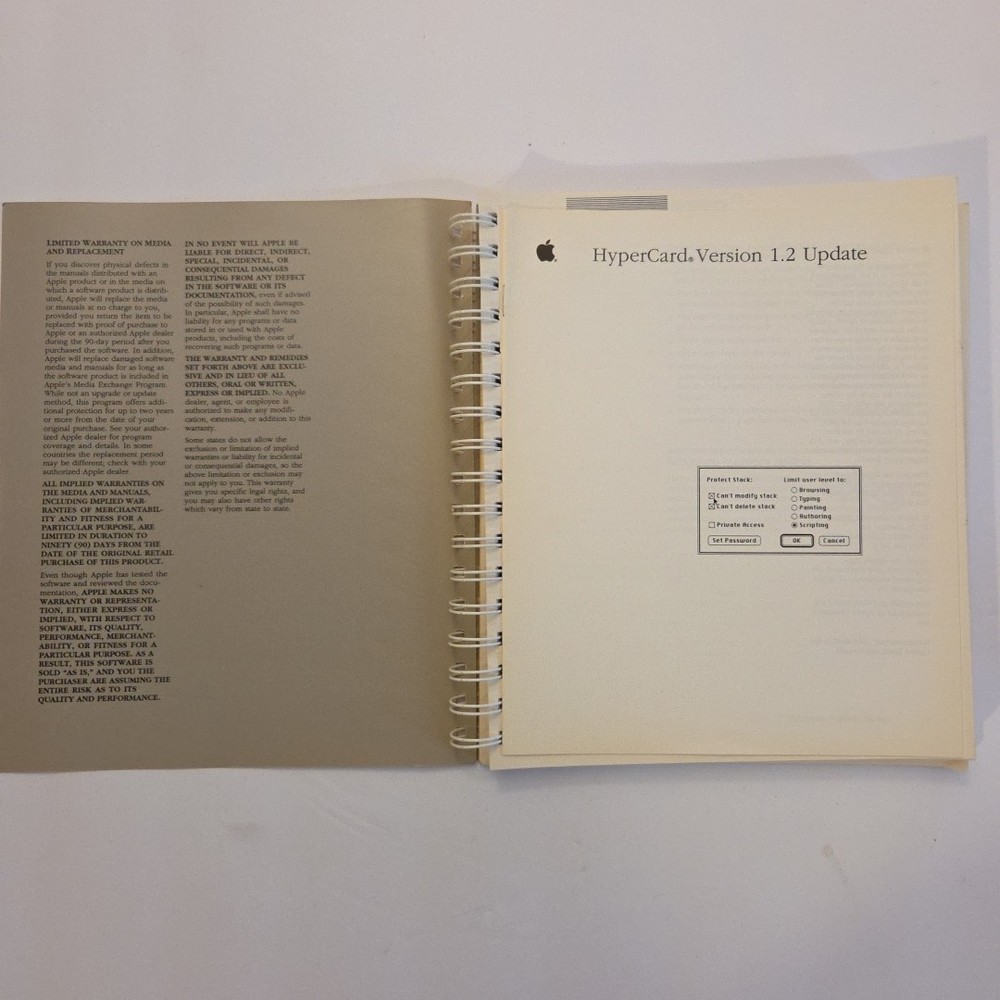 LIMITED WARRANTY ON MEDIA
AND REPLACEMENT
If you discover physical defects in
the manuals distributed with an
Apple product or in the media on
which a software product is distrib-
uted, Apple will replace the media
or manuals at no charge to you,
provided you return the item to be
replaced with proof of purchase to
Apple or an authorized Apple dealer
during the 90-day period after you
purchased the software. In addition,
Apple will replace damaged software
media and manuals for as long as
the software product is included in
Apple's Media Exchange Program.
While not an upgrade or update
method, this program offers addi-
tional protection for up to two years
or more from the date of your
original purchase. See your author-
ized Apple dealer for program
coverage and details. In some
countries the replacement period
may be different; check with your
authorized Apple dealer.
ALL IMPLIED WARRANTIES ON
THE MEDIA AND MANUALS,
INCLUDING IMPLIED WAR-
RANTIES OF MERCHANTABIL-
ITY AND FITNESS FOR A
PARTICULAR PURPOSE, ARE
LIMITED IN DURATION TO
NINETY (90) DAYS FROM THE
DATE OF THE ORIGINAL RETAIL
PURCHASE OF THIS PRODUCT.
Even though Apple has tested the
software and reviewed the docu-
mentation, APPLE MAKES NO
WARRANTY OR REPRESENTA-
TION, EITHER EXPRESS OR
IMPLIED, WITH RESPECT TO
SOFTWARE, ITS QUALITY,
PERFORMANCE, MERCHANT-
ABILITY, OR FITNESS FOR A
PARTICULAR PURPOSE. AS A
RESULT, THIS SOFTWARE IS
SOLD "AS IS," AND YOU THE
PURCHASER ARE ASSUMING THE
ENTIRE RISK AS TO ITS
QUALITY AND PERFORMANCE.
IN NO EVENT WILL APPLE BE
LIABLE FOR DIRECT, INDIRECT,
SPECIAL, INCIDENTAL, OR
CONSEQUENTIAL DAMAGES
RESULTING FROM ANY DEFECT
IN THE SOFTWARE OR ITS
DOCUMENTATION, even if advised
of the possibility of such damages.
In particular, Apple shall have no
liability for any programs or data
stored in or used with Apple
products, including the costs of
recovering such programs or data.
THE WARRANTY AND REMEDIES
SET FORTH ABOVE ARE EXCLU-
SIVE AND IN LIEU OF ALL
OTHERS, ORAL OR WRITTEN,
EXPRESS OR IMPLIED. No Apple
dealer, agent, or employee is
authorized to make any modifi-
cation, extension, or addition to this
warranty.
Some states do not allow the
exclusion or limitation of implied
warranties or liability for incidental
or consequential damages, so the
above limitation or exclusion may
not apply to you. This warranty
gives you specific legal rights, and
you may also have other rights
which vary from state to state.
HyperCard® Version 1.2 Update
Protect Stack:
Can't modify stack
Can't delete stack
Private Access
Set Password
Limit user level to:
Browsing
Typing
Painting
Authoring
Scripting
OK
Cancel